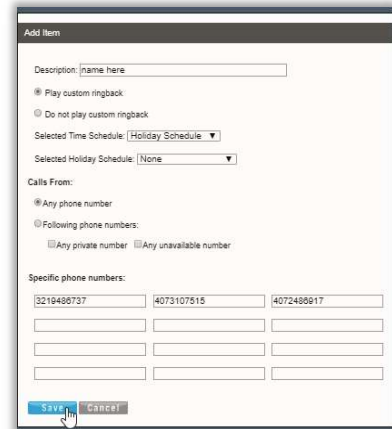 Add Item
Description: name here
Play custom ringback
Do not play custom ringback
Selected Time Schedule: Holiday Schedule ▼
Selected Holiday Schedule: None ▼
Calls From:
Any phone number
Following phone numbers:
Any private number Any unavailable number
Specific phone numbers:
3219486737 4073107515 4072486917
Save Cancel